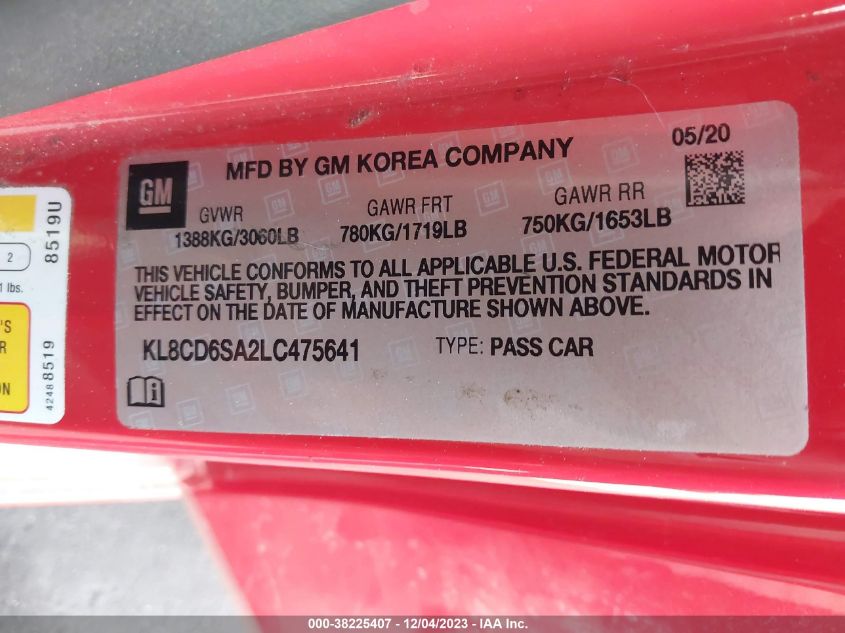 05/20
MFD BY GM KOREA COMPANY
GM
GVWR GAWR FRT GAWR RR
1388KG/3060LB 780KG/1719LB 750KG/1653LB
THIS VEHICLE CONFORMS TO ALL APPLICABLE U.S. FEDERAL MOTOR
VEHICLE SAFETY, BUMPER, AND THEFT PREVENTION STANDARDS IN
EFFECT ON THE DATE OF MANUFACTURE SHOWN ABOVE.
KL8CD6SA2LC475641 TYPE: PASS CAR
8519U
2
1 lbs.
'S
R
ON
42488519
000-38225407 - 12/04/2023 - IAA, Inc.